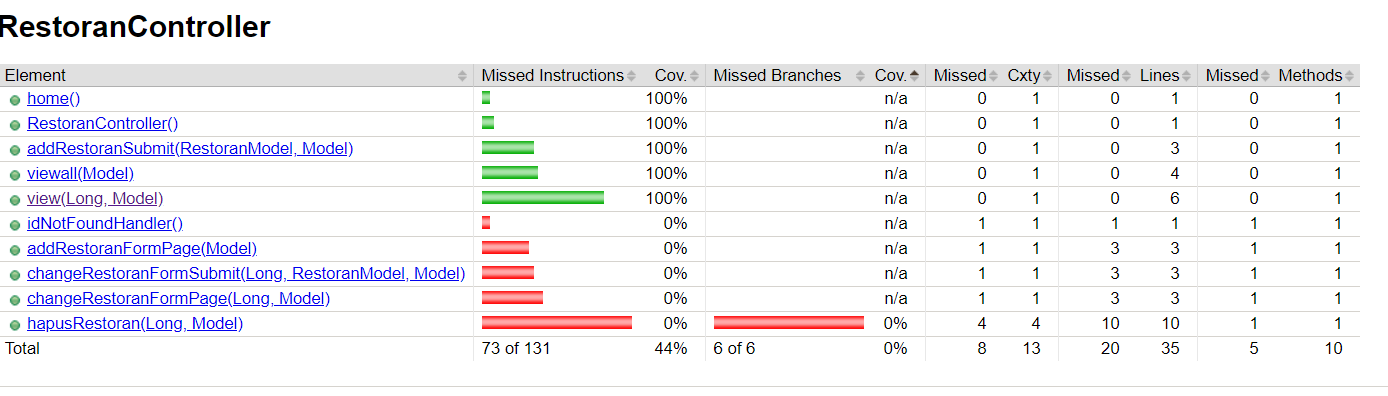 RestoranController
Element Missed Instructions Cov. Missed Branches Cov. Missed Cxty Missed Lines Missed Methods
home() 100% n/a 0 1 0 1 0 1
RestoranController() 100% n/a 0 1 0 1 0 1
addRestoranSubmit(RestoranModel, Model) 100% n/a 0 1 0 3 0 1
viewall(Model) 100% n/a 0 1 0 4 0 1
view(Long, Model) 100% n/a 0 1 0 6 0 1
idNotFoundHandler() 0% n/a 1 1 1 1 1 1
addRestoranFormPage(Model) 0% n/a 1 1 3 3 1 1
changeRestoranFormSubmit(Long, RestoranModel, Model) 0% n/a 1 1 3 3 1 1
changeRestoranFormPage(Long, Model) 0% n/a 1 1 3 3 1 1
hapusRestoran(Long, Model) 0% 0% 4 4 10 10 1 1
Total 73 of 131 44% 6 of 6 0% 8 13 20 35 5 10